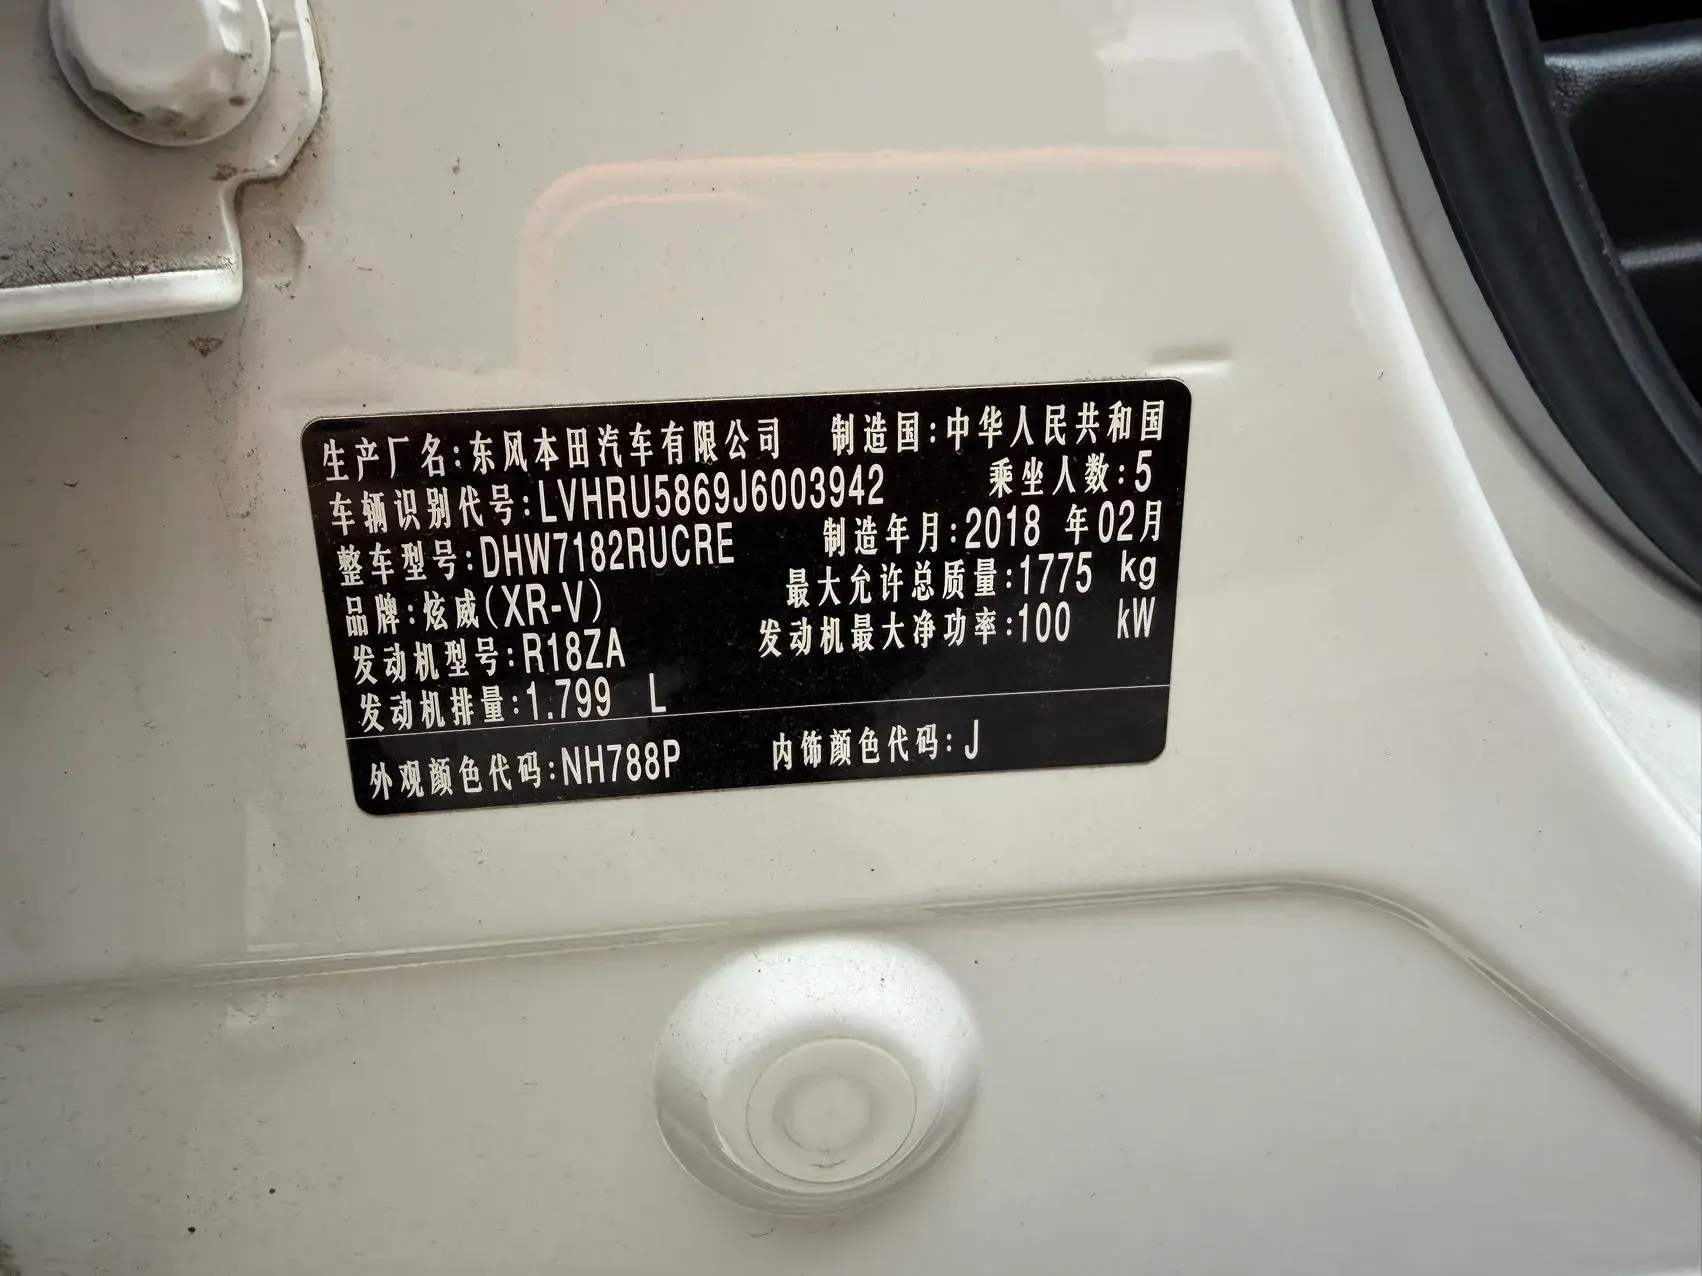 生产厂名:东风本田汽车有限公司 制造国:中华人民共和国
车辆识别代号:LVHRU5869J6003942 乘坐人数:5
整车型号:DHW7182RUCRE 制造年月:2018 年02月
品牌:炫威(XR-V) 最大允许总质量:1775 kg
发动机型号:R18ZA 发动机最大净功率:100 kW
发动机排量:1.799 L
外观颜色代码:NH788P 内饰颜色代码:J